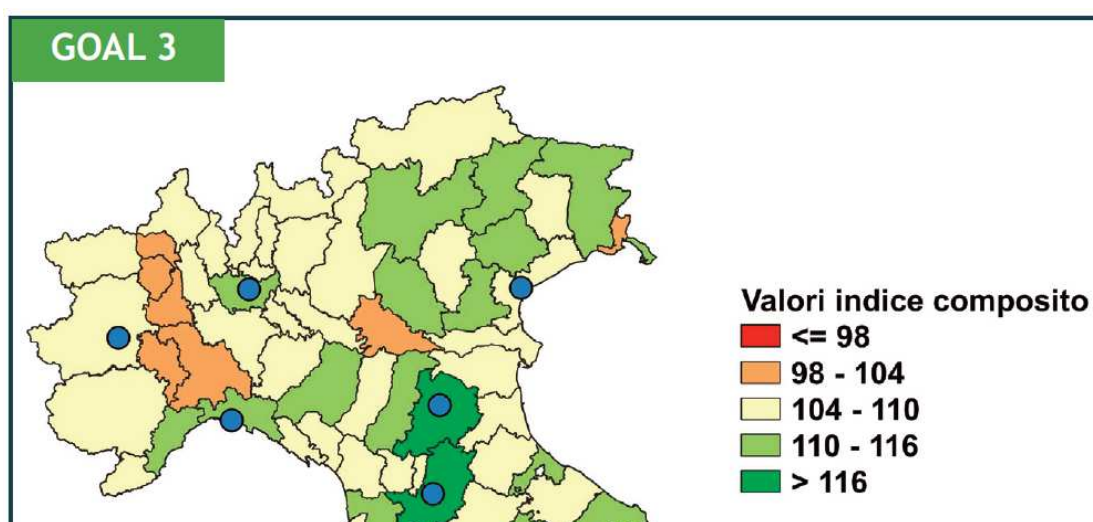 GOAL 3
Valori indice composito
<= 98
98 - 104
104 - 110
110 - 116
> 116